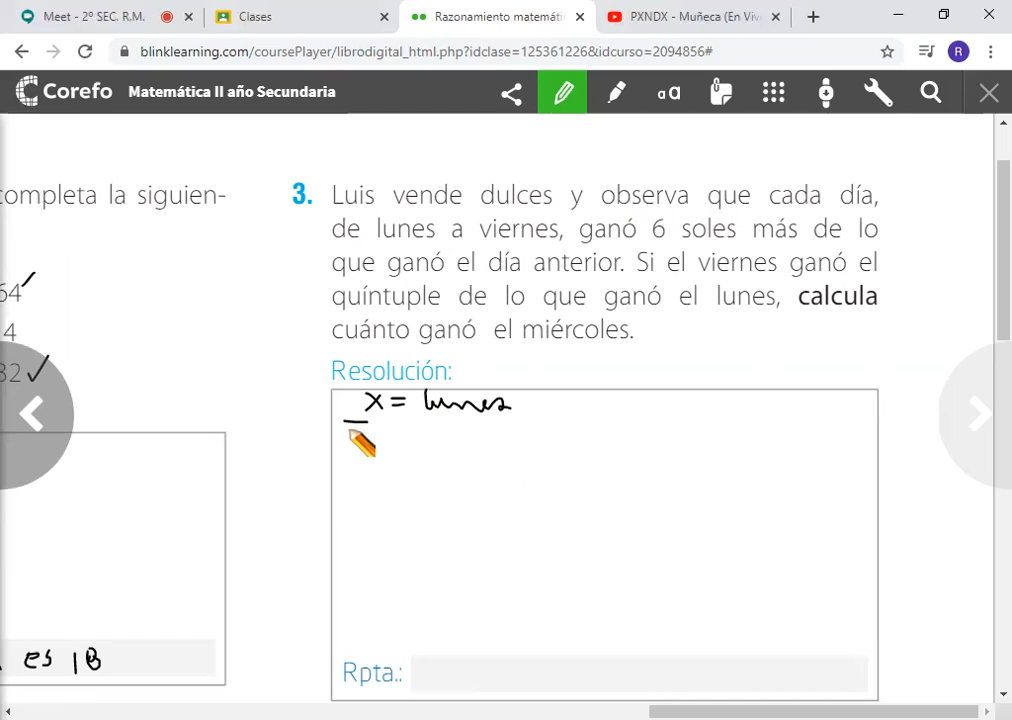 Meet - 2º SEC. R.M.
Clases
Razonamiento matemáti
PXNDX - Muñeca (En Viv
blinklearning.com/coursePlayer/librodigital_html.php?idclase=125361226&idcurso=2094856#
R
Corefo
Matemática II año Secundaria
aa
completa la siguien-
64
4
32
ES 18
3. Luis vende dulces y observa que cada día,
de lunes a viernes, ganó 6 soles más de lo
que ganó el día anterior. Si el viernes ganó el
quíntuple de lo que ganó el lunes, calcula
cuánto ganó el miércoles.
Resolución:
x = lunes
Rpta.: